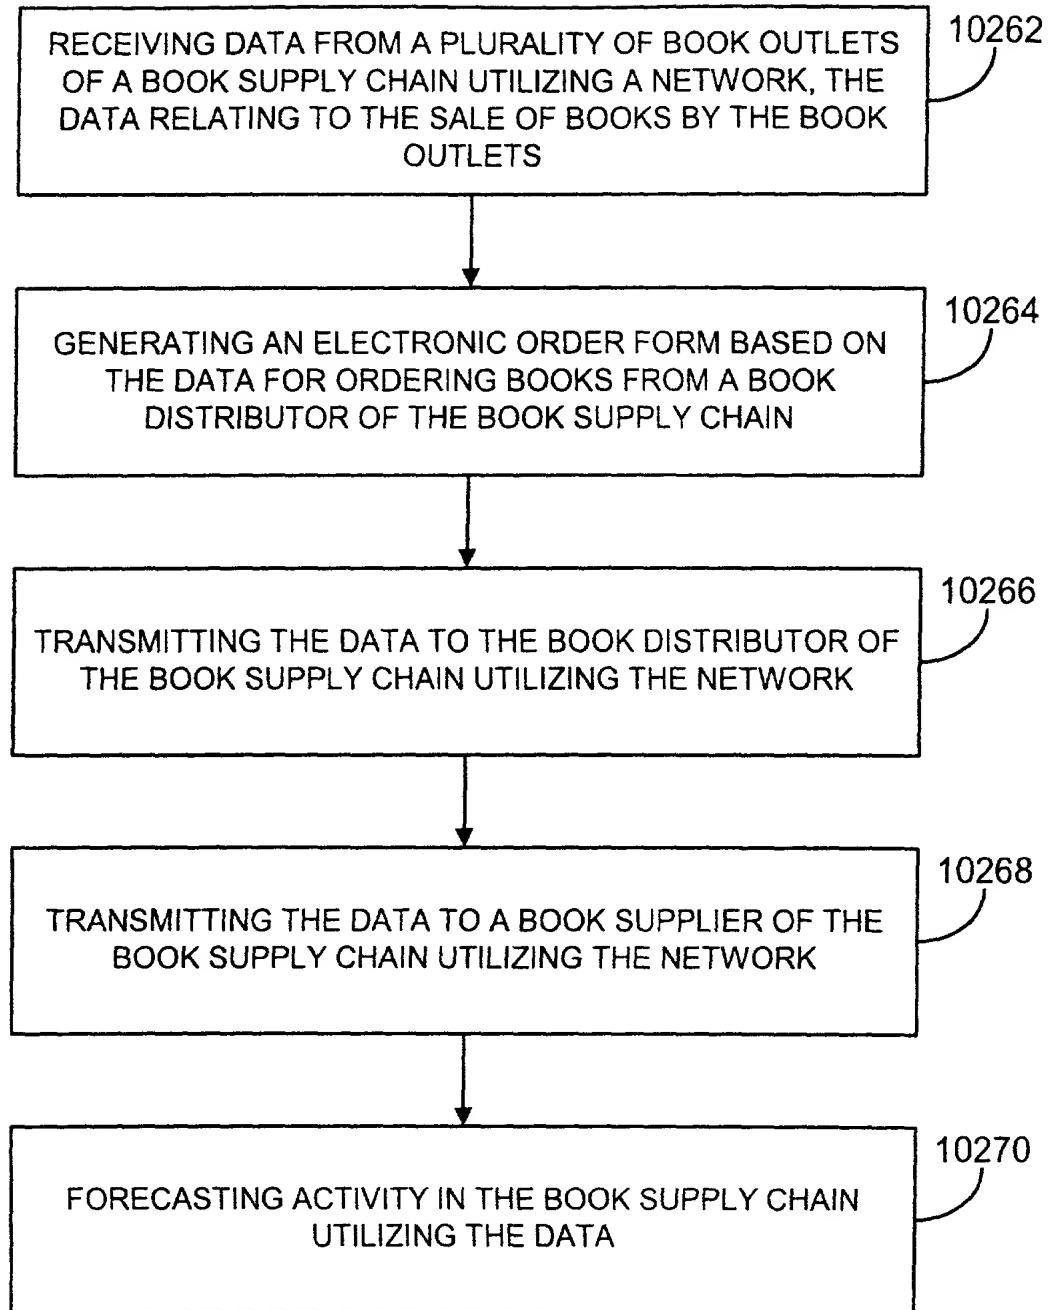 RECEIVING DATA FROM A PLURALITY OF BOOK OUTLETS
OF A BOOK SUPPLY CHAIN UTILIZING A NETWORK, THE
DATA RELATING TO THE SALE OF BOOKS BY THE BOOK
OUTLETS
10262
GENERATING AN ELECTRONIC ORDER FORM BASED ON
THE DATA FOR ORDERING BOOKS FROM A BOOK
DISTRIBUTOR OF THE BOOK SUPPLY CHAIN
10264
TRANSMITTING THE DATA TO THE BOOK DISTRIBUTOR OF
THE BOOK SUPPLY CHAIN UTILIZING THE NETWORK
10266
TRANSMITTING THE DATA TO A BOOK SUPPLIER OF THE
BOOK SUPPLY CHAIN UTILIZING THE NETWORK
10268
FORECASTING ACTIVITY IN THE BOOK SUPPLY CHAIN
UTILIZING THE DATA
10270